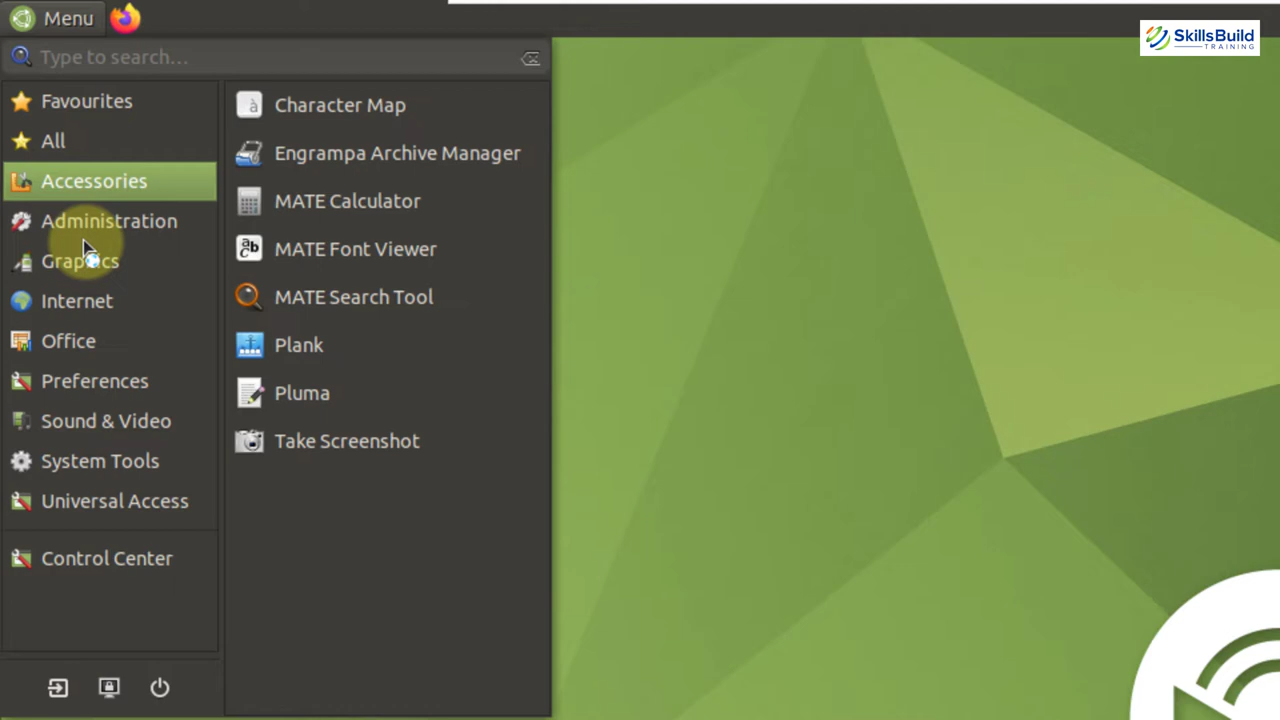 Menu
SkillsBuild
TRAINING
Type to search...
Favourites
All
Accessories
Administration
Graphics
Internet
Office
Preferences
Sound & Video
System Tools
Universal Access
Control Center
Character Map
Engrampa Archive Manager
MATE Calculator
MATE Font Viewer
MATE Search Tool
Plank
Pluma
Take Screenshot